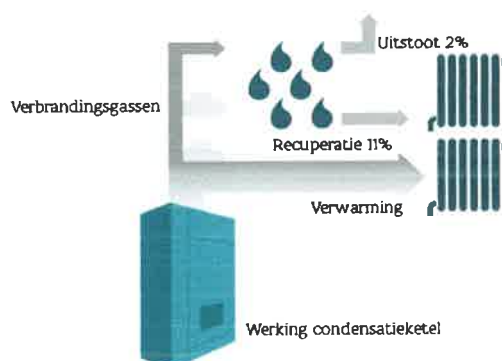 Uitstoot 2%
Verbrandingsgassen
Recuperatie 11%
Verwarming
Werking condensatieketel